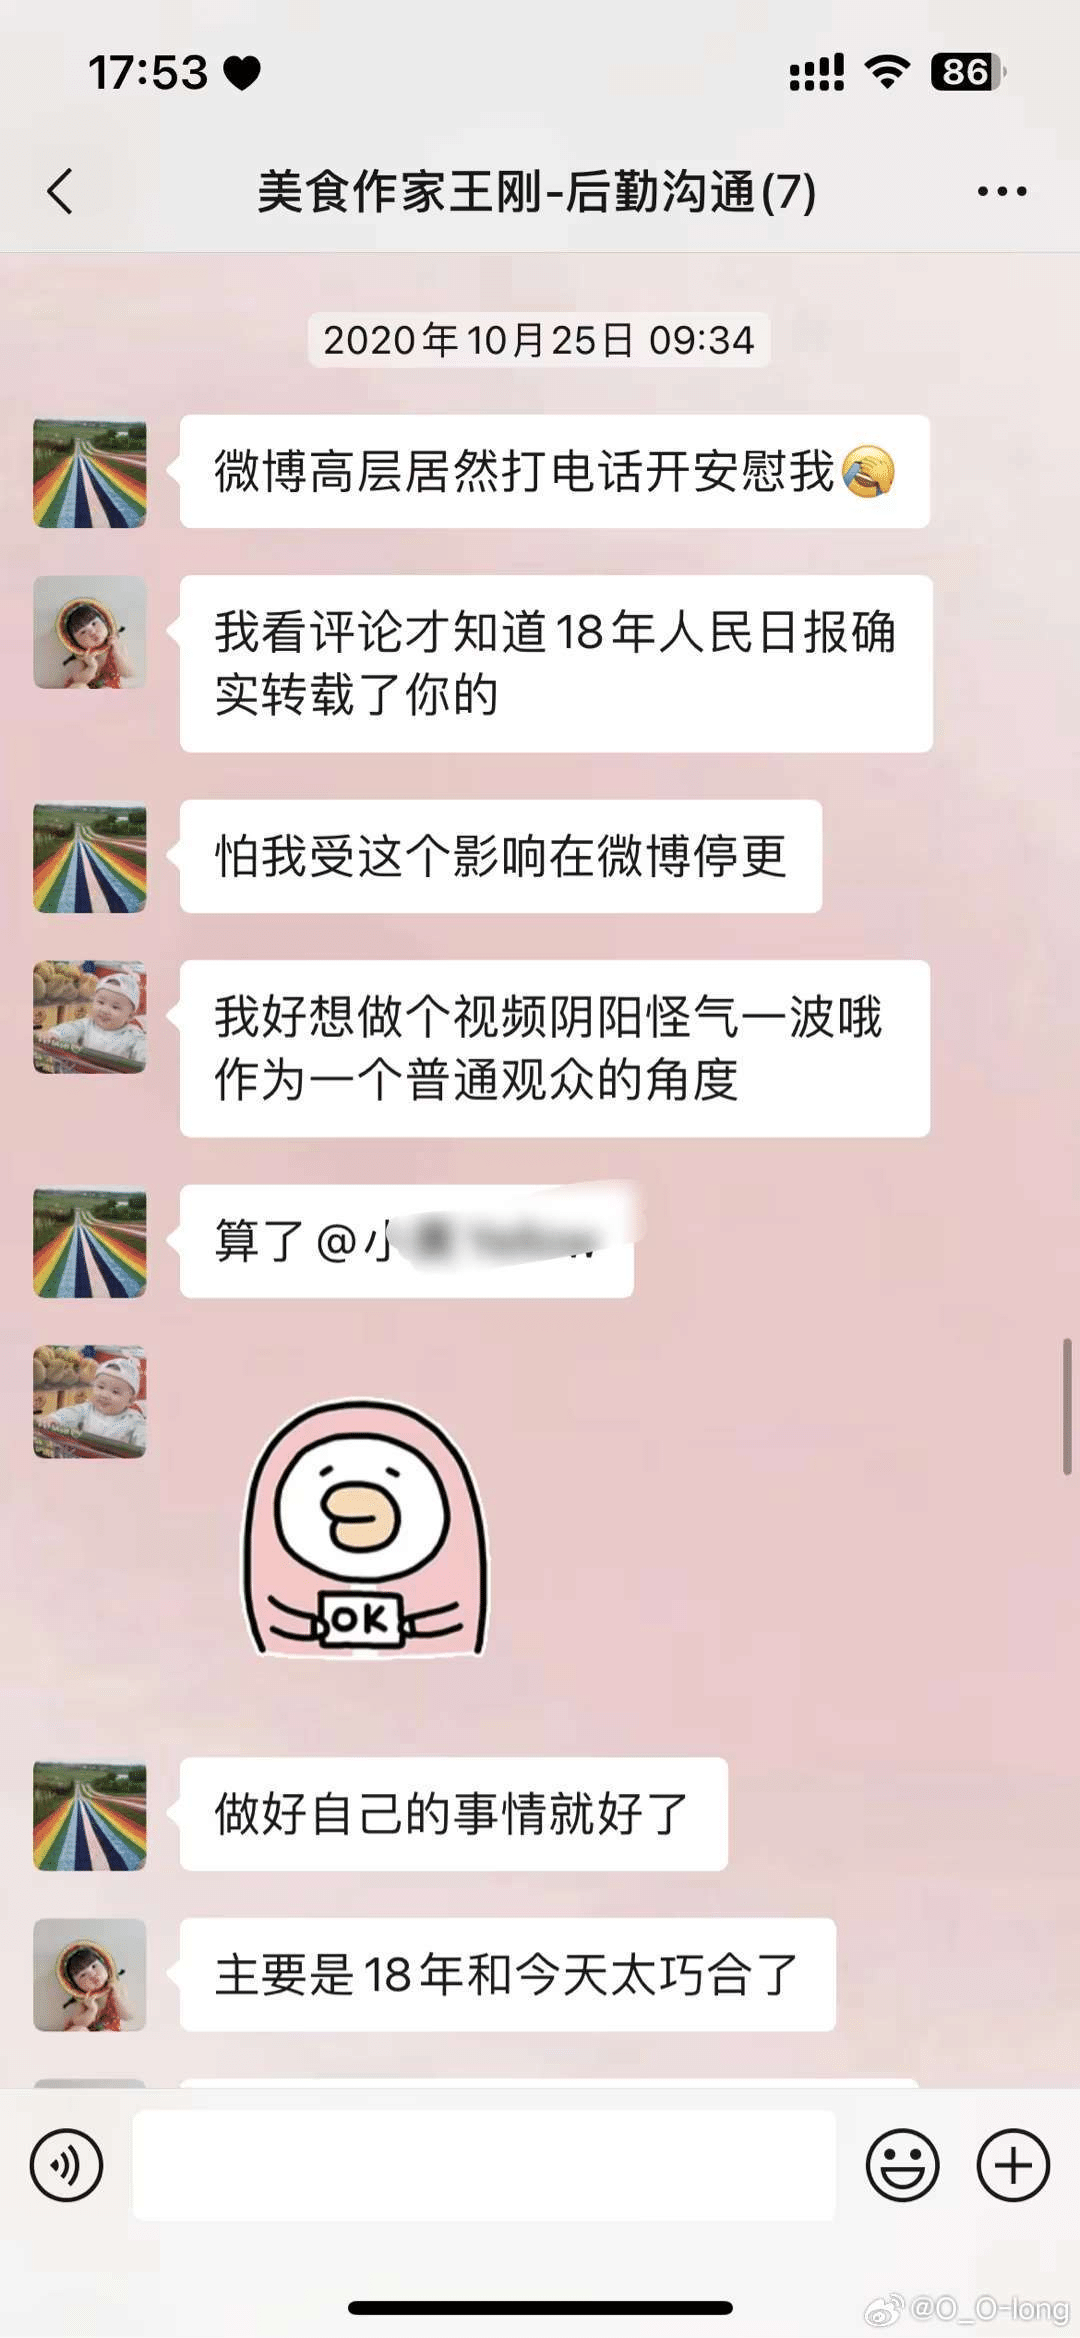 17:53
86
美食作家王刚-后勤沟通(7)
2020年10月25日 09:34
微博高层居然打电话开安慰我
我看评论才知道18年人民日报确
实转载了你的
怕我受这个影响在微博停更
我好想做个视频阴阳怪气一波哦
作为一个普通观众的角度
算了@小
OK
做好自己的事情就好了
主要是18年和今天太巧合了
@O_O-long